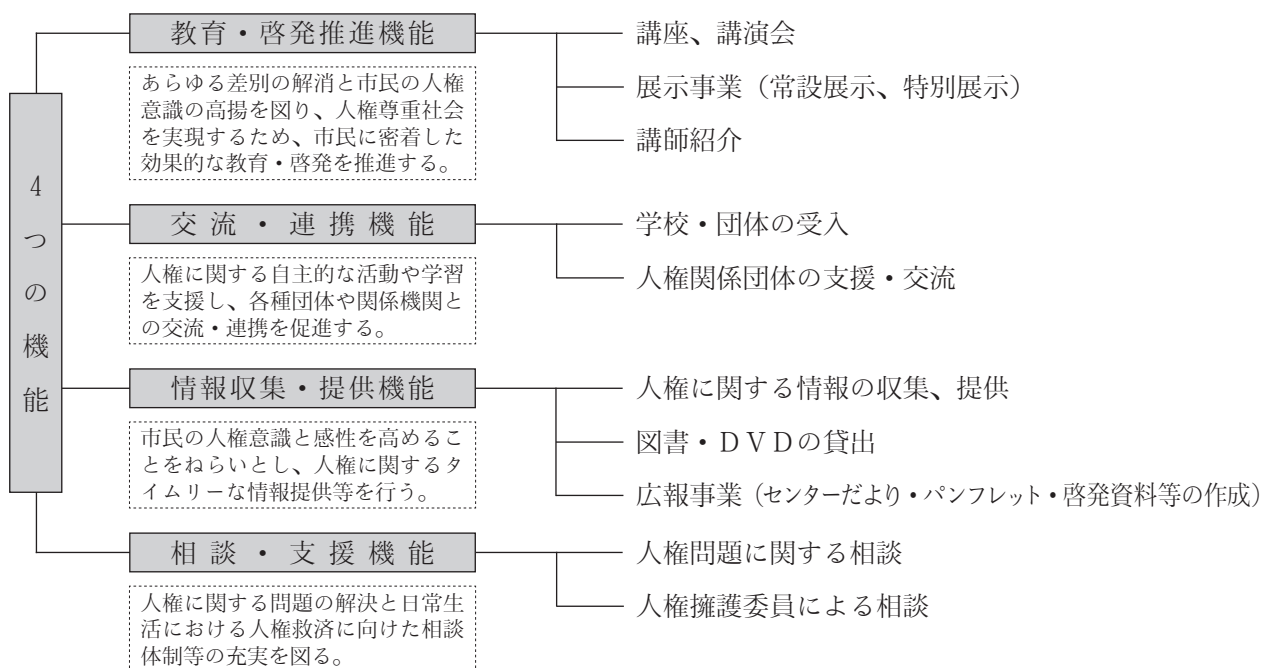 4つの機能
教育・啓発推進機能
あらゆる差別の解消と市民の人権
意識の高揚を図り、人権尊重社会
を実現するため、市民に密着した
効果的な教育・啓発を推進する。
講座、講演会
展示事業（常設展示、特別展示）
講師紹介
交流・連携機能
人権に関する自主的な活動や学習
を支援し、各種団体や関係機関と
の交流・連携を促進する。
学校・団体の受入
人権関係団体の支援・交流
情報収集・提供機能
市民の人権意識と感性を高めるこ
とをねらいとし、人権に関するタ
イムリーな情報提供等を行う。
人権に関する情報の収集、提供
図書・ＤＶＤの貸出
広報事業（センターだより・パンフレット・啓発資料等の作成）
相談・支援機能
人権に関する問題の解決と日常生
活における人権救済に向けた相談
体制等の充実を図る。
人権問題に関する相談
人権擁護委員による相談